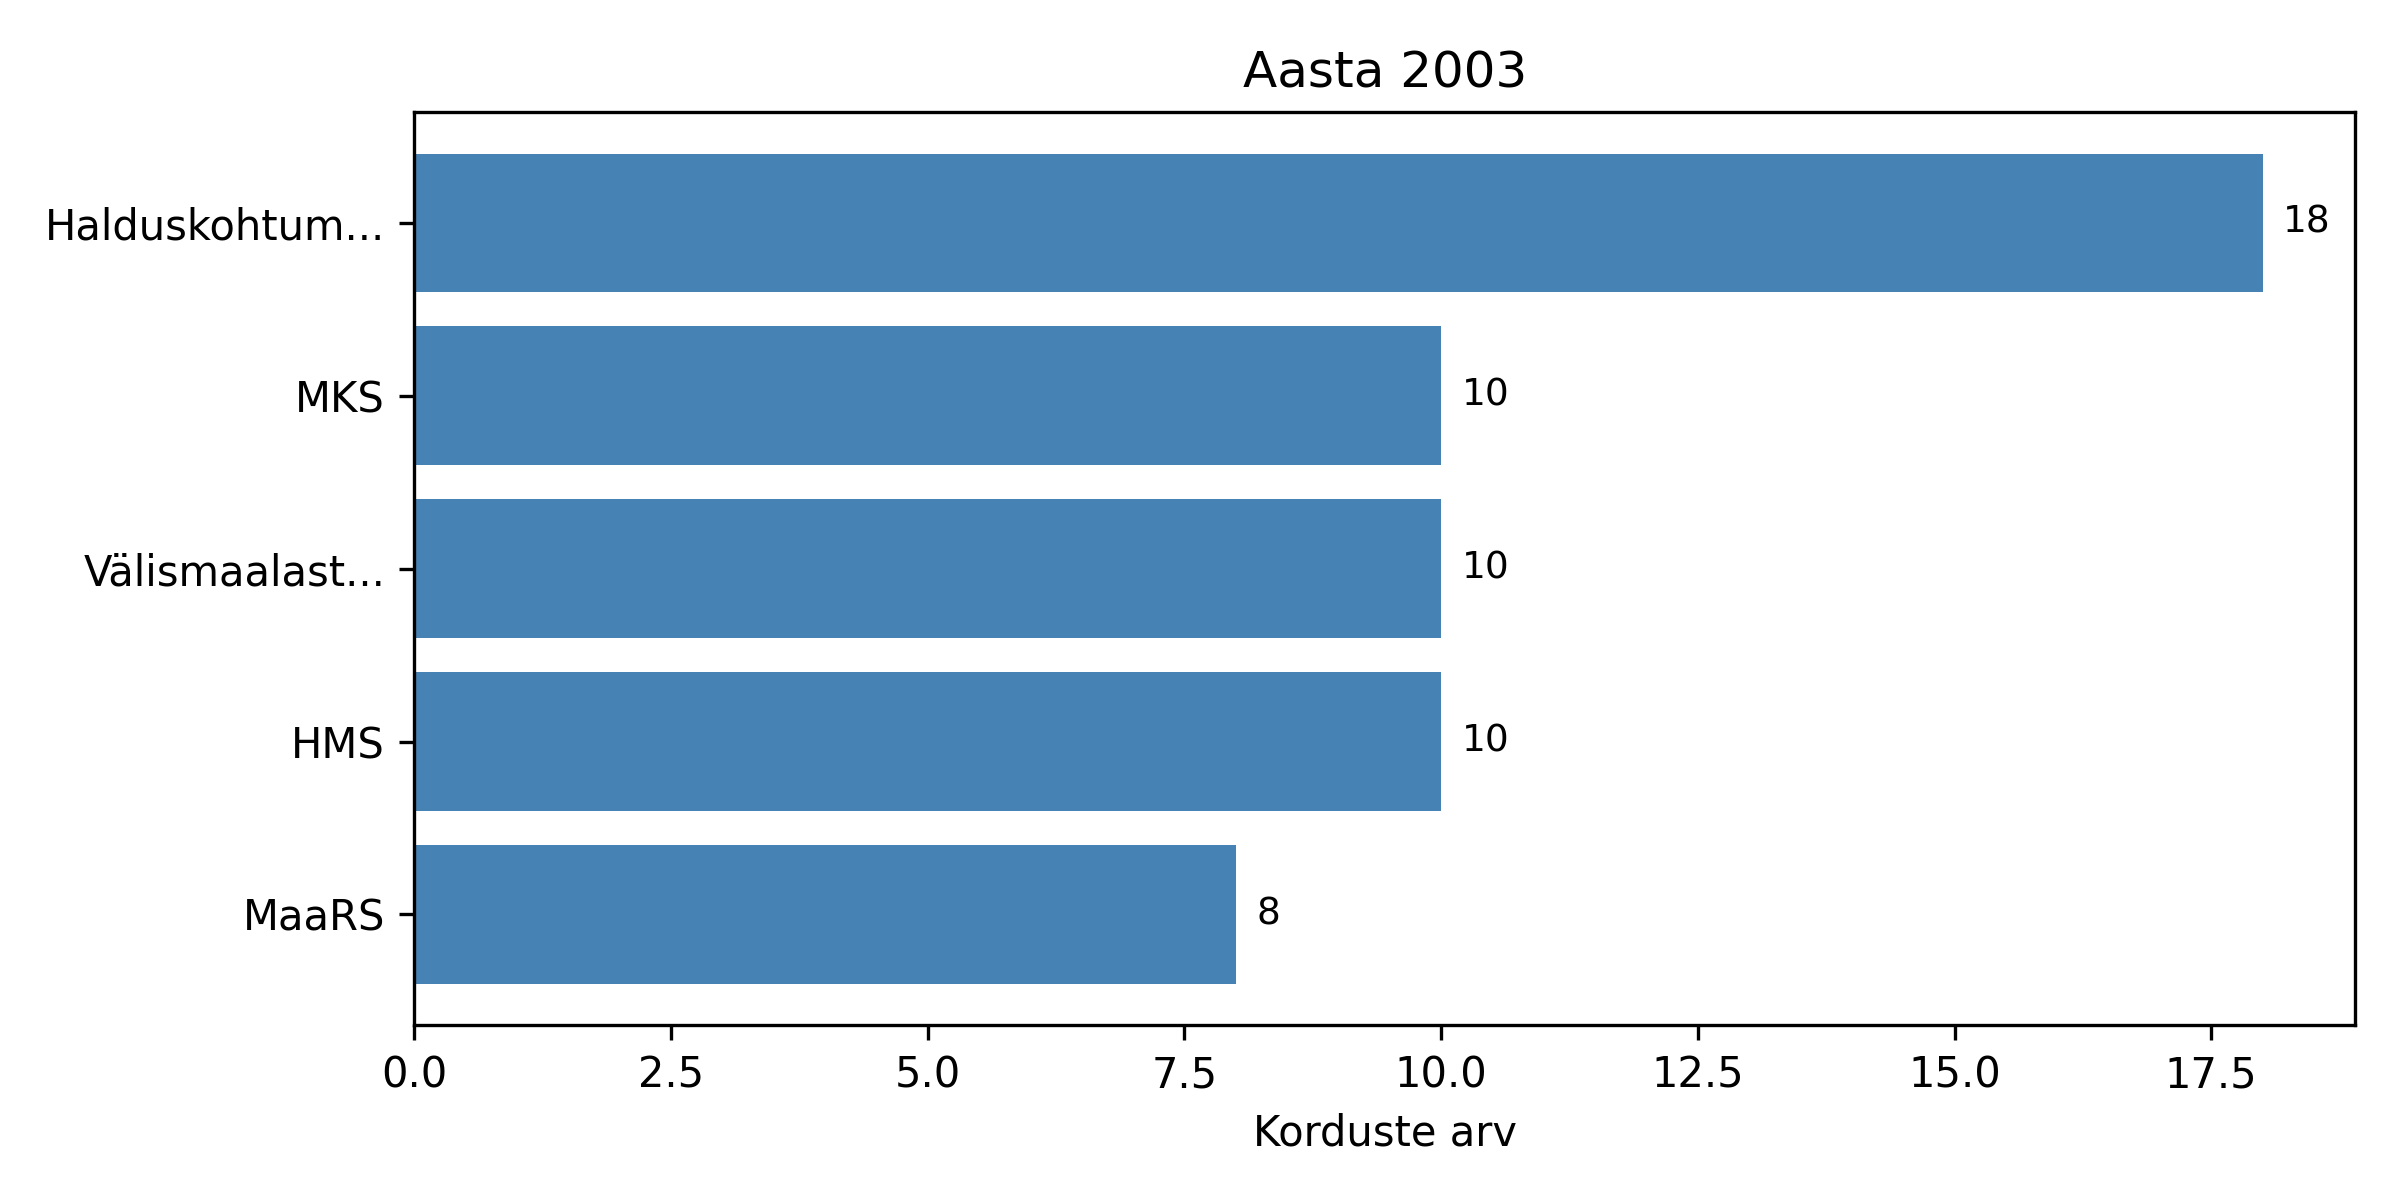 Aasta 2003
Halduskohtum... 18
MKS 10
Välismaalast... 10
HMS 10
MaaRS 8
0.0 2.5 5.0 7.5 10.0 12.5 15.0 17.5
Korduste arv